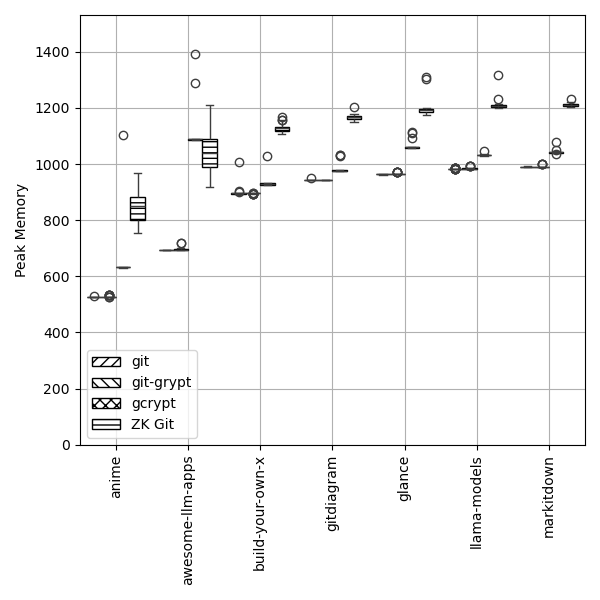 1400
1200
1000
800
600
400
200
0
Peak Memory
git
git-grypt
gcrypt
ZK Git
anime
awesome-llm-apps
build-your-own-x
gitdiagram
glance
llama-models
markitdown